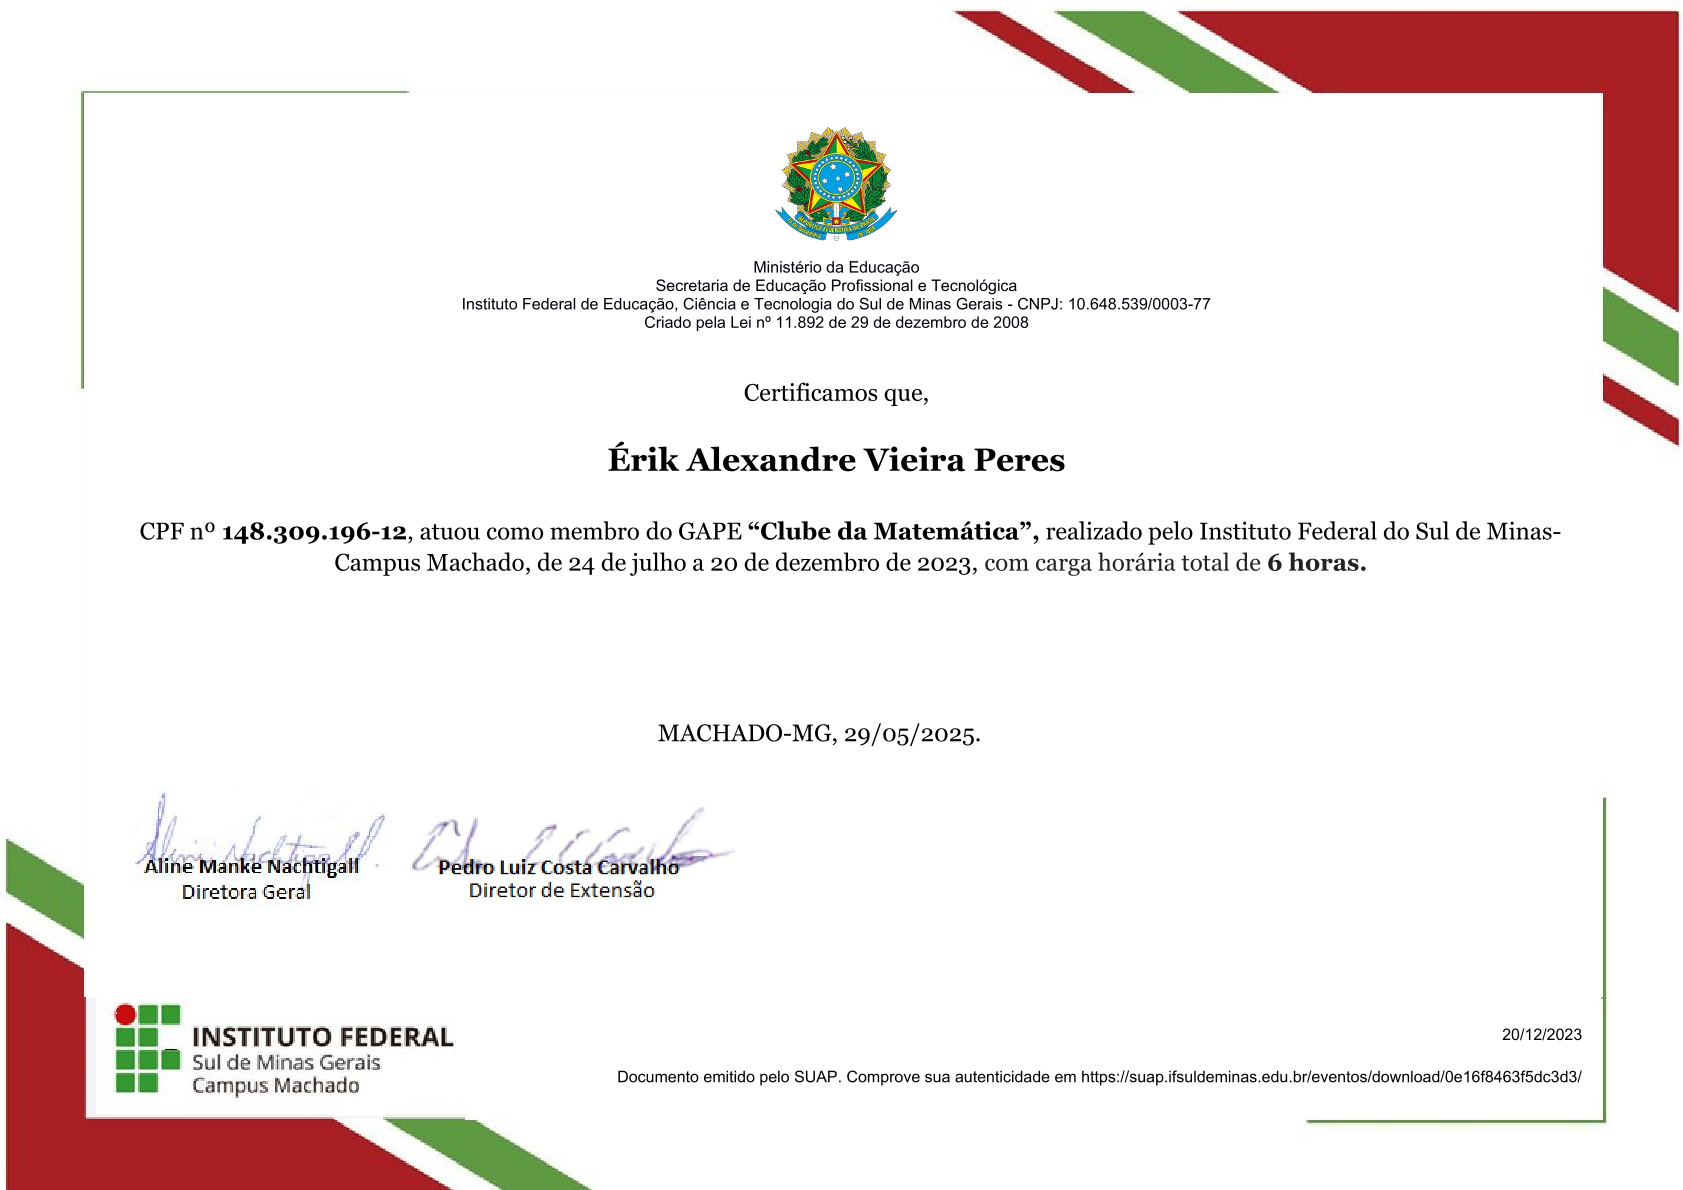 Ministério da Educação
Secretaria de Educação Profissional e Tecnológica
Instituto Federal de Educação, Ciência e Tecnologia do Sul de Minas Gerais - CNPJ: 10.648.539/0003-77
Criado pela Lei nº 11.892 de 29 de dezembro de 2008
Certificamos que,
Érik Alexandre Vieira Peres
CPF nº 148.309.196-12, atuou como membro do GAPE “Clube da Matemática”, realizado pelo Instituto Federal do Sul de Minas-
Campus Machado, de 24 de julho a 20 de dezembro de 2023, com carga horária total de 6 horas.
MACHADO-MG, 29/05/2025.
Aline Nachtigall
Aline Manke Nachtigall
Diretora Geral
Pedro Luiz Costa Carvalho
Diretor de Extensão
INSTITUTO FEDERAL
Sul de Minas Gerais
Campus Machado
20/12/2023
Documento emitido pelo SUAP. Comprove sua autenticidade em https://suap.ifsuldeminas.edu.br/eventos/download/0e16f8463f5dc3d3/